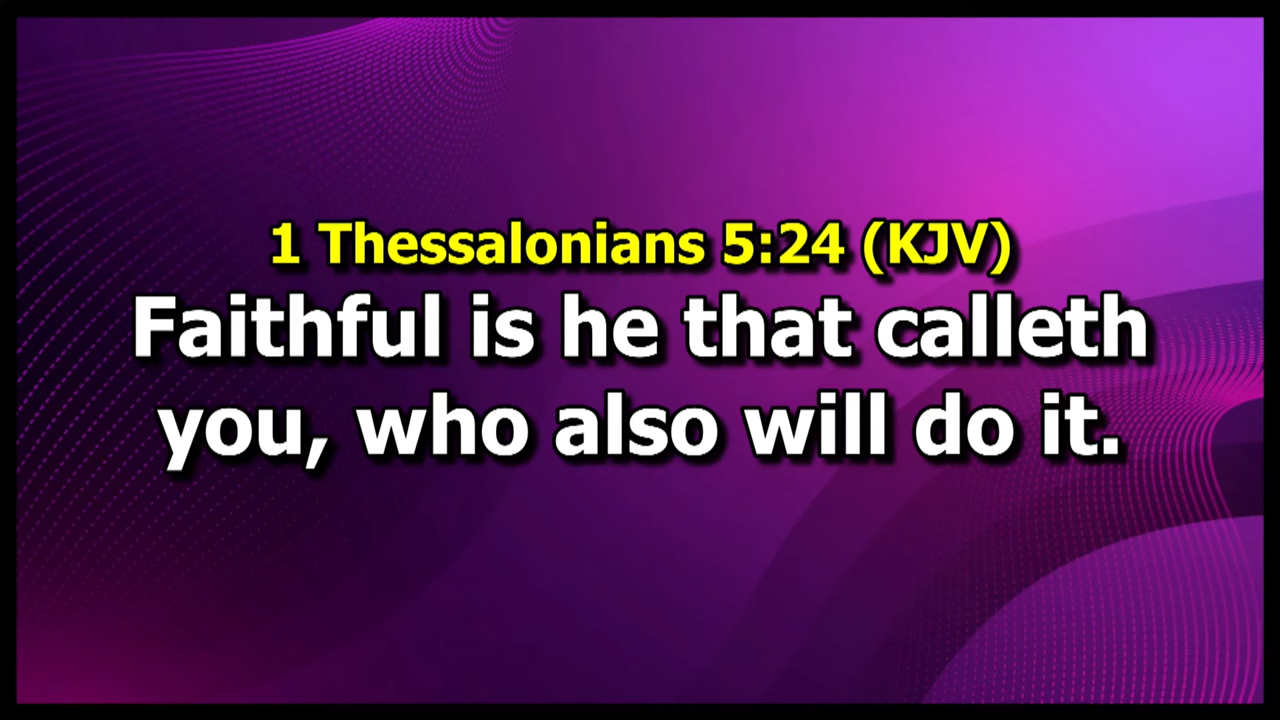 1 Thessalonians 5:24 (KJV)
Faithful is he that calleth
you, who also will do it.